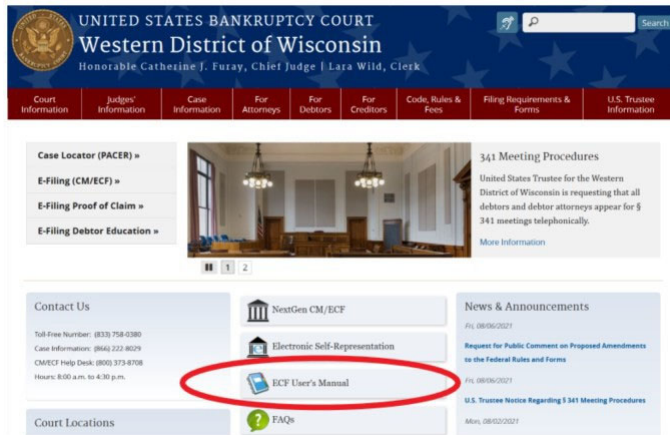 UNITED STATES BANKRUPTCY COURT
Western District of Wisconsin
Honorable Catherine J. Furay, Chief Judge | Lara Wild, Clerk
Search
Court Information
Judges' Information
Case Information
For Attorneys
For Debtors
For Creditors
Code, Rules & Fees
Filing Requirements & Forms
U.S. Trustee Information
Case Locator (PACER) »
E-Filing (CM/ECF) »
E-Filing Proof of Claim »
E-Filing Debtor Education »
1 2
341 Meeting Procedures
United States Trustee for the Western
District of Wisconsin is requesting that all
debtors and debtor attorneys appear for §
341 meetings telephonically.
More Information
Contact Us
Toll-Free Number: (833) 758-0380
Case Information: (866) 222-8029
CM/ECF Help Desk: (800) 373-8708
Hours: 8:00 a.m. to 4:30 p.m.
Court Locations
NextGen CM/ECF
Electronic Self-Representation
ECF User's Manual
FAQs
News & Announcements
Fri, 08/06/2021
Request for Public Comment on Proposed Amendments
to the Federal Rules and Forms
Fri, 08/06/2021
U.S. Trustee Notice Regarding § 341 Meeting Procedures
Mon, 08/02/2021